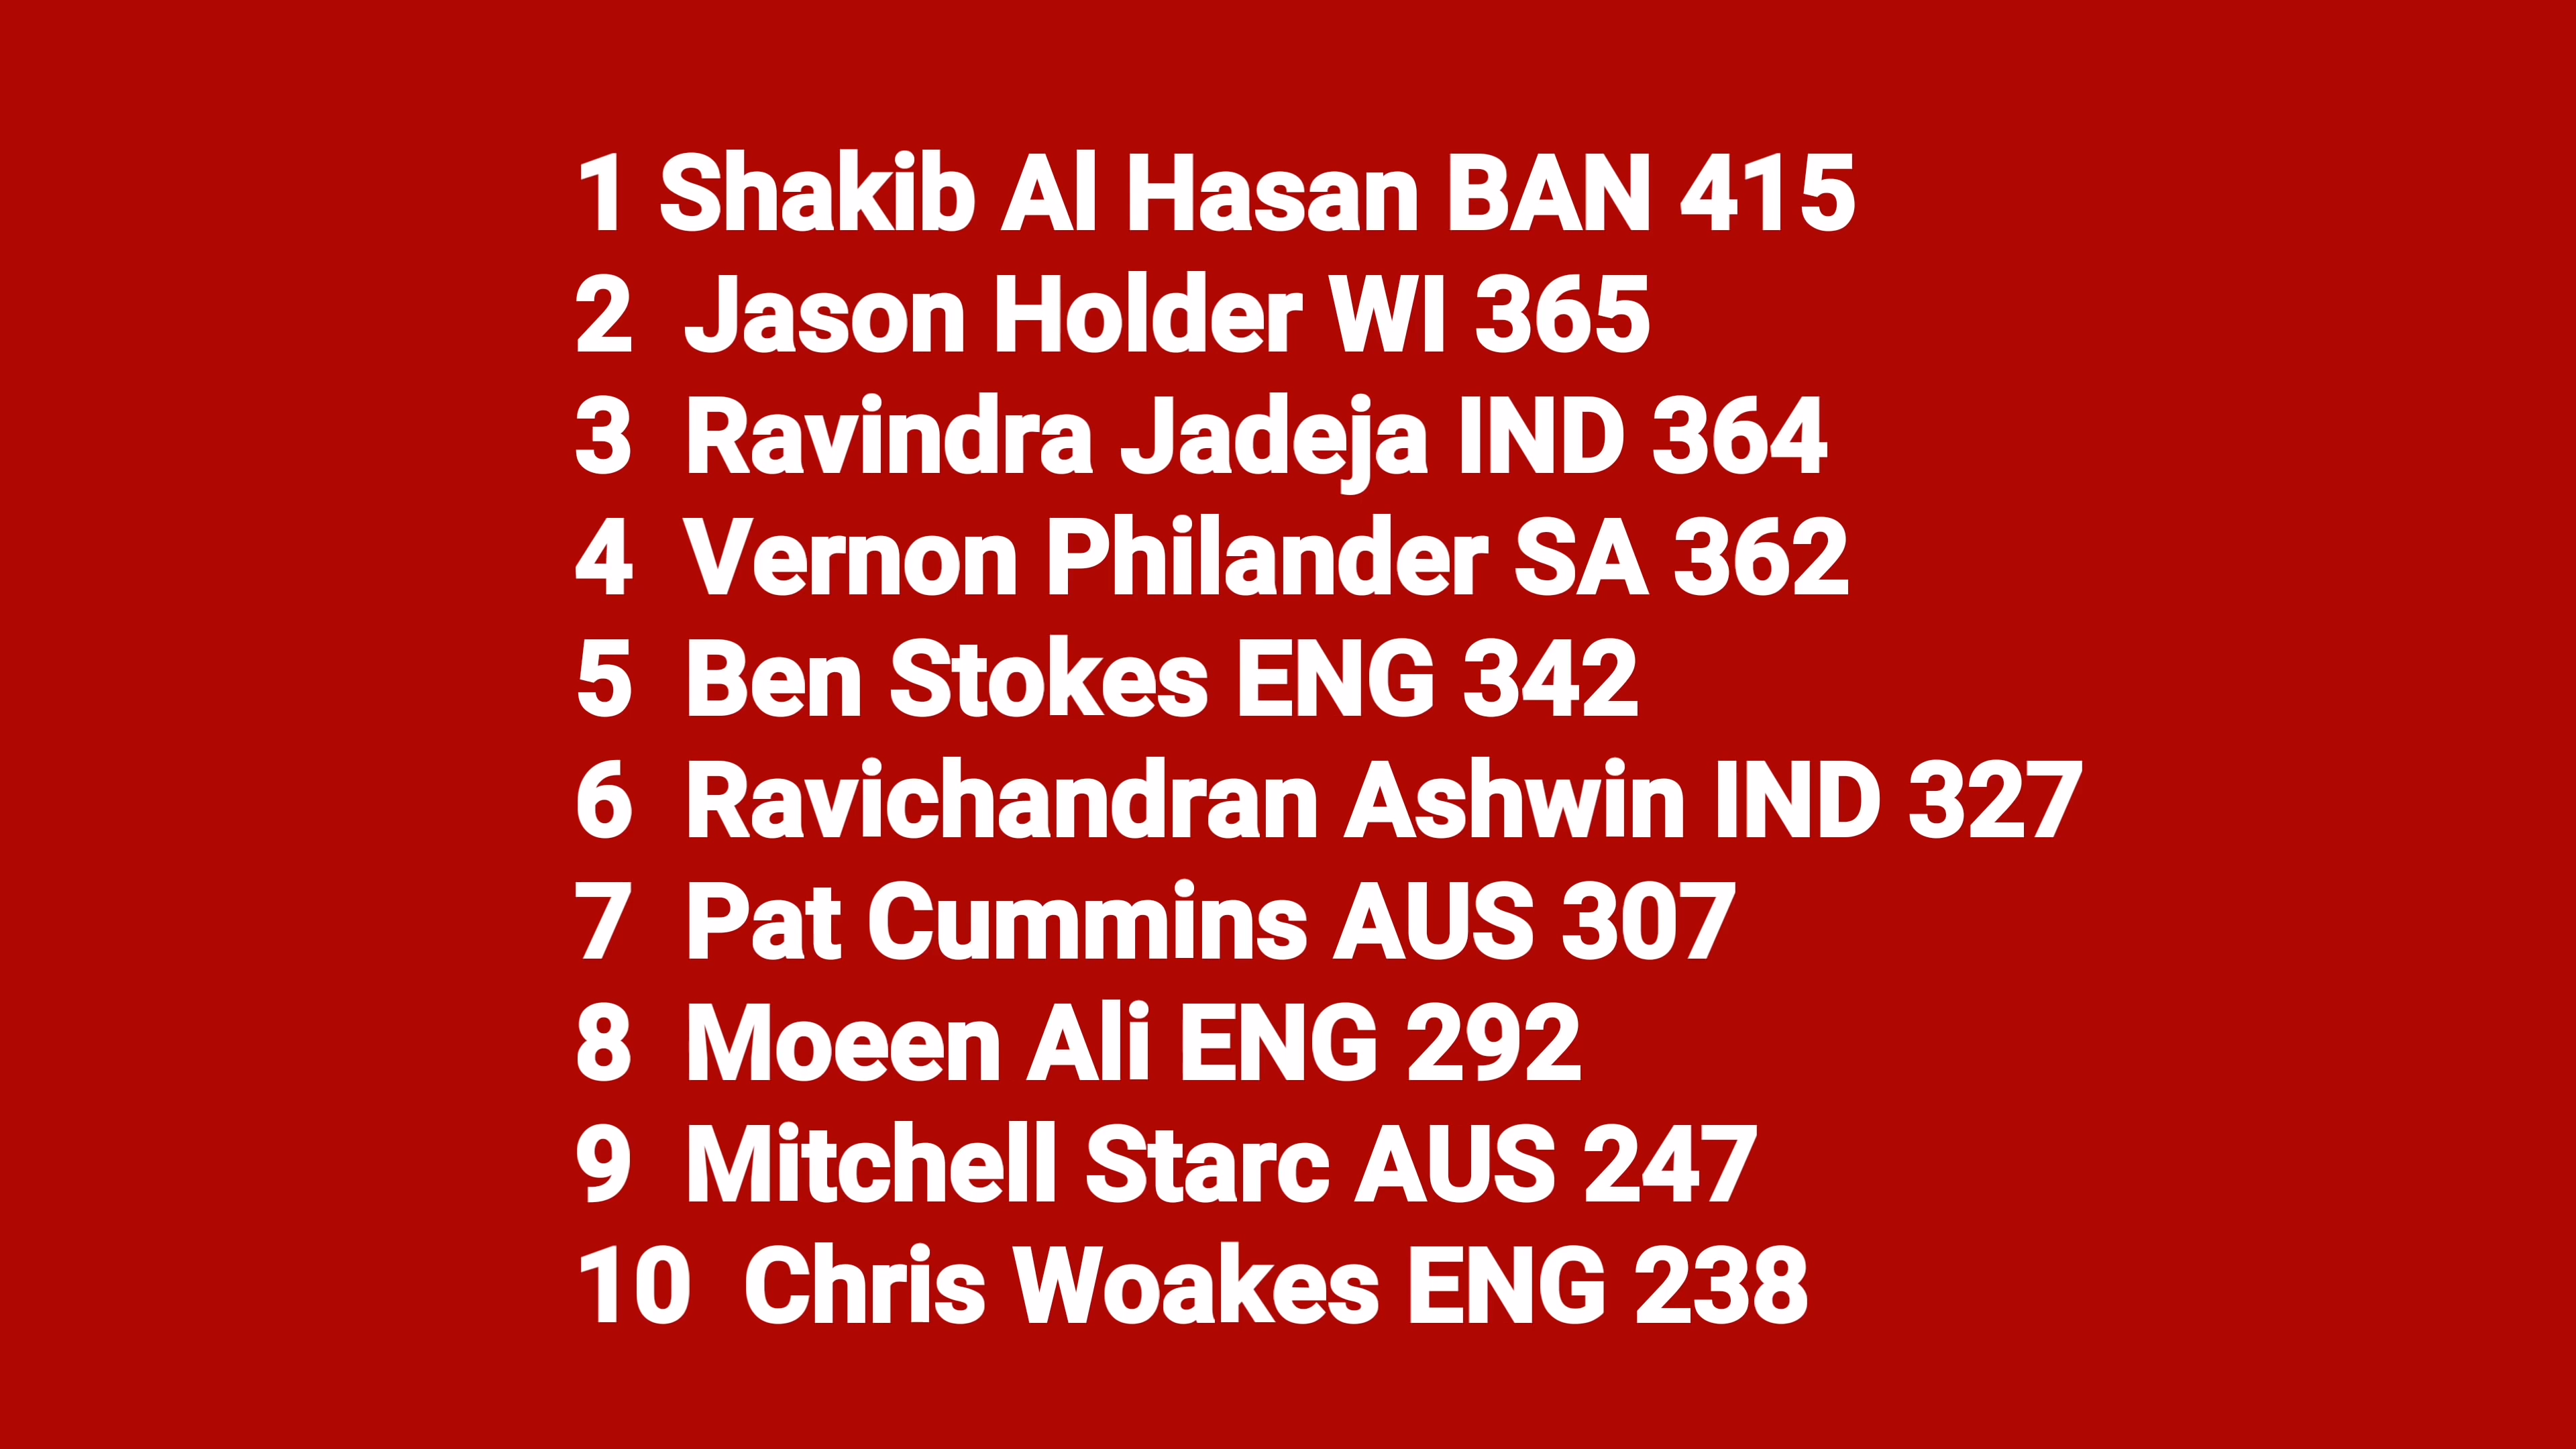 1 Shakib Al Hasan BAN 415
2 Jason Holder WI 365
3 Ravindra Jadeja IND 364
4 Vernon Philander SA 362
5 Ben Stokes ENG 342
6 Ravichandran Ashwin IND 327
7 Pat Cummins AUS 307
8 Moeen Ali ENG 292
9 Mitchell Starc AUS 247
10 Chris Woakes ENG 238